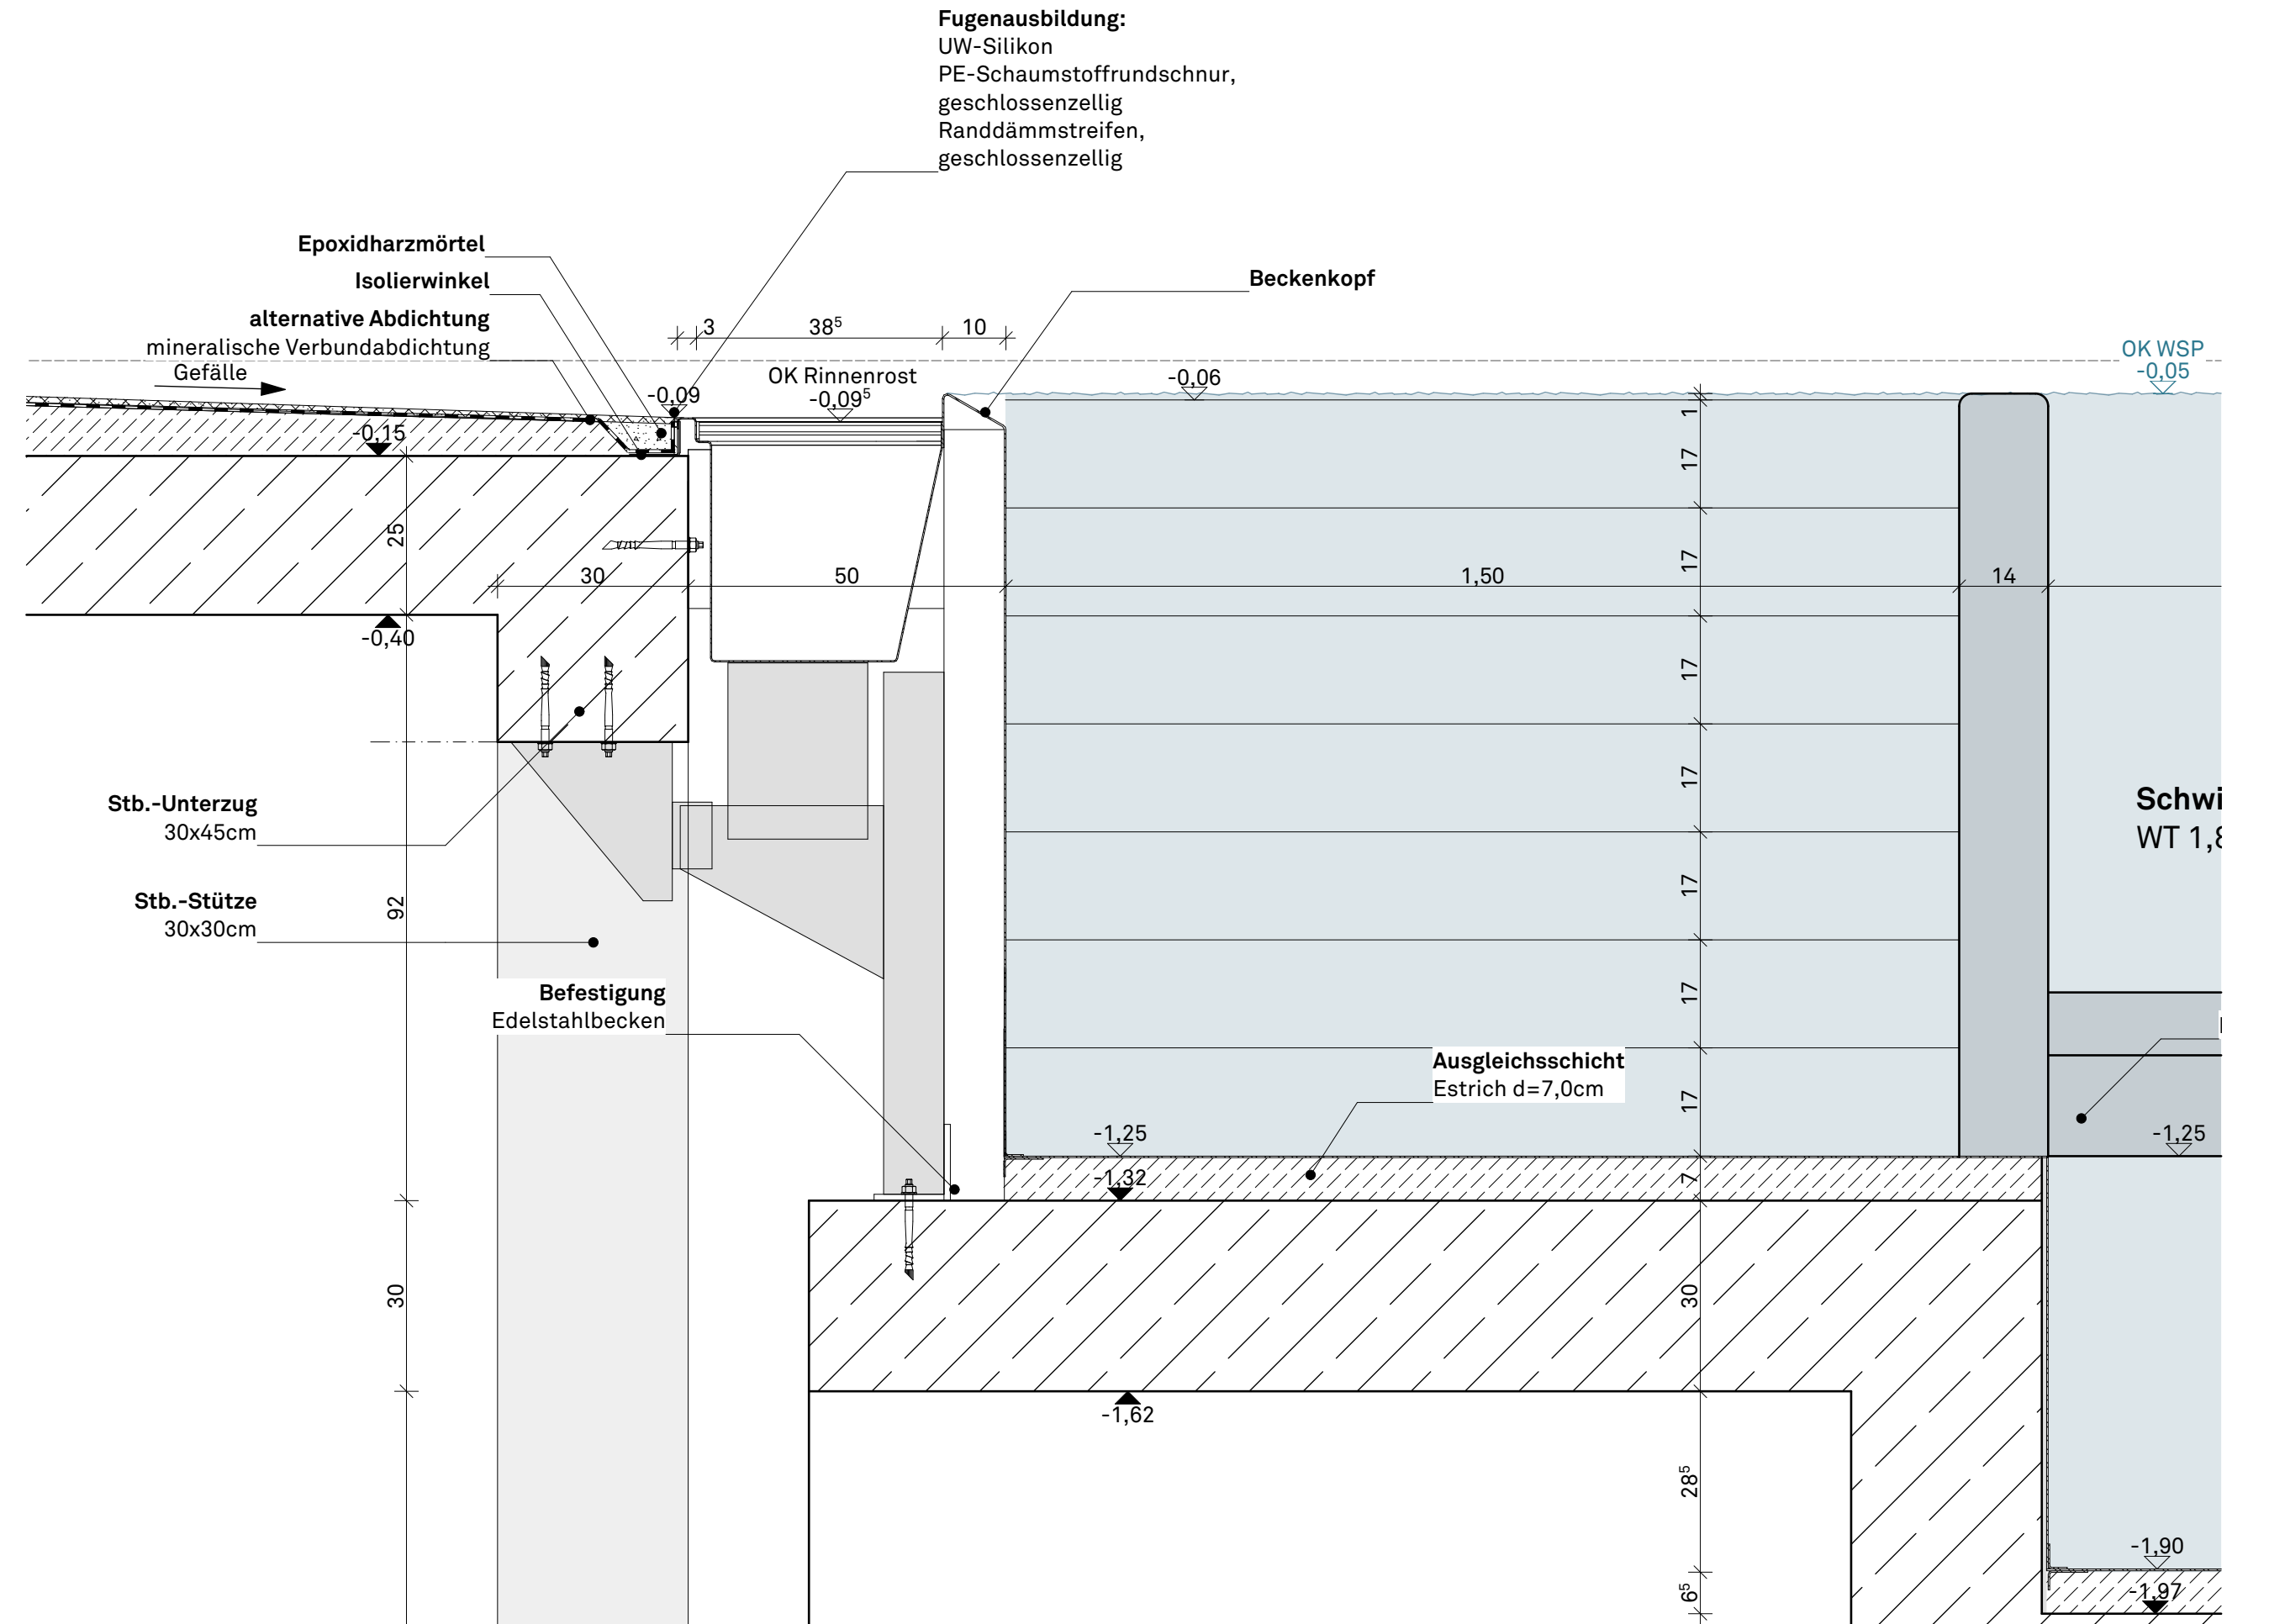 Fugenausbildung:
UW-Silikon
PE-Schaumstoffrundschnur,
geschlossenzellig
Randdämmstreifen,
geschlossenzellig
Epoxidharzmörtel
Isolierwinkel
alternative Abdichtung
mineralische Verbundabdichtung
Gefälle
Beckenkopf
3
38⁵
10
OK WSP
-0,05
OK Rinnenrost
-0,09⁵
-0,09
-0,06
-0,15
1
17
17
17
17
17
17
17
25
30
50
1,50
14
-0,40
Stb.-Unterzug
30x45cm
Stb.-Stütze
30x30cm
92
Befestigung
Edelstahlbecken
Schwi
WT 1,8
Ausgleichsschicht
Estrich d=7,0cm
-1,25
-1,25
-1,32
7
30
30
-1,62
28⁵
-1,90
6⁵
-1,97